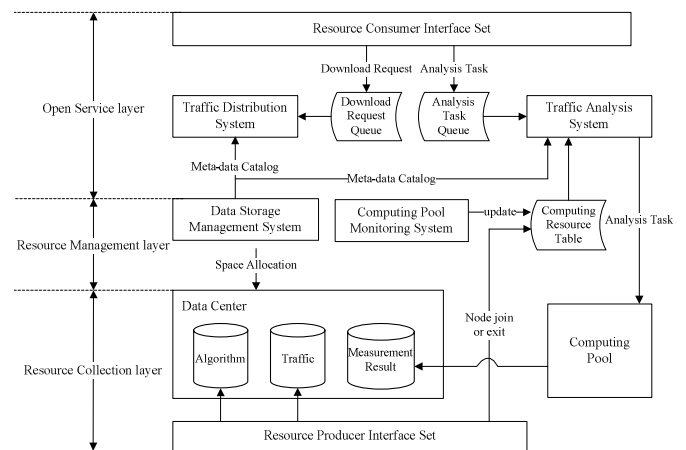 Resource Consumer Interface Set
Download Request
Analysis Task
Open Service layer
Traffic Distribution
System
Download
Request
Queue
Analysis
Task
Queue
Traffic Analysis
System
Meta-data Catalog
Meta-data Catalog
Resource Management layer
Data Storage
Management System
Computing Pool
Monitoring System
update
Computing
Resource
Table
Analysis Task
Space Allocation
Resource Collection layer
Data Center
Algorithm
Traffic
Measurement
Result
Node join
or exit
Computing
Pool
Resource Producer Interface Set